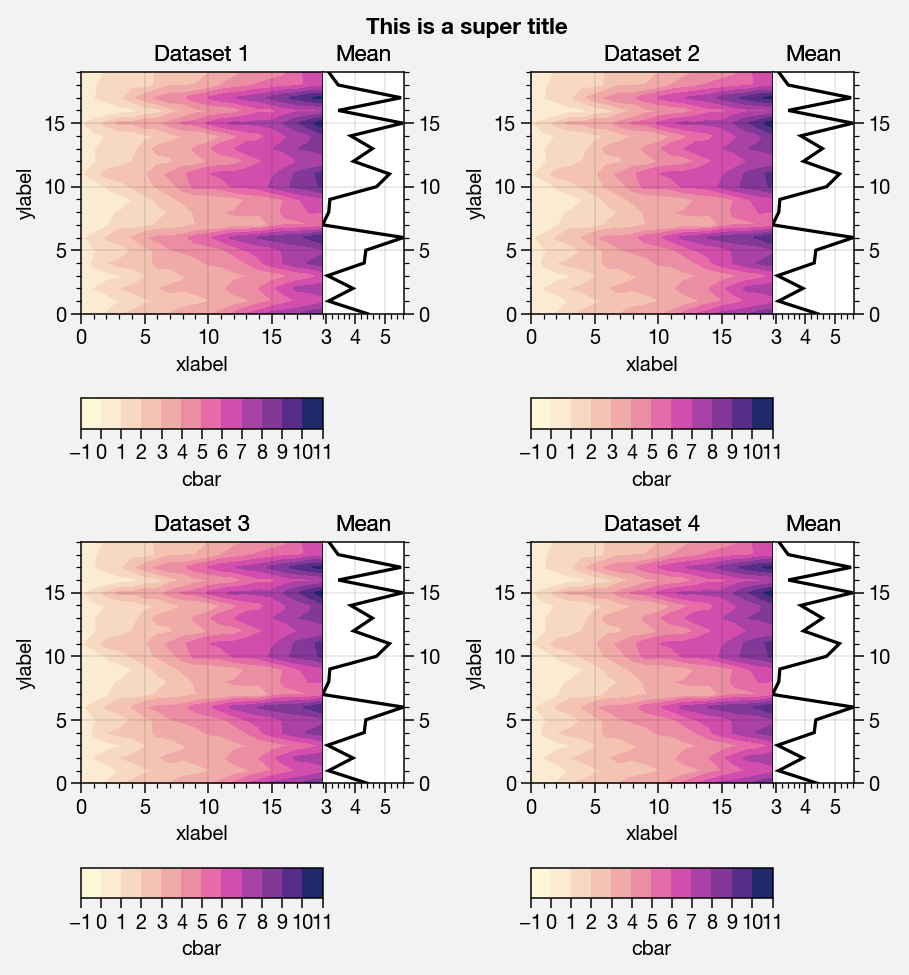 This is a super title
Dataset 1 Mean Dataset 2 Mean
15 15 15 15
10 10 10 10
5 5 5 5
0 0 0 0
ylabel ylabel
0 5 10 15 3 4 5 0 5 10 15 3 4 5
xlabel xlabel
−1 0 1 2 3 4 5 6 7 8 9 10 11 −1 0 1 2 3 4 5 6 7 8 9 10 11
cbar cbar
Dataset 3 Mean Dataset 4 Mean
15 15 15 15
10 10 10 10
5 5 5 5
0 0 0 0
ylabel ylabel
0 5 10 15 3 4 5 0 5 10 15 3 4 5
xlabel xlabel
−1 0 1 2 3 4 5 6 7 8 9 10 11 −1 0 1 2 3 4 5 6 7 8 9 10 11
cbar cbar